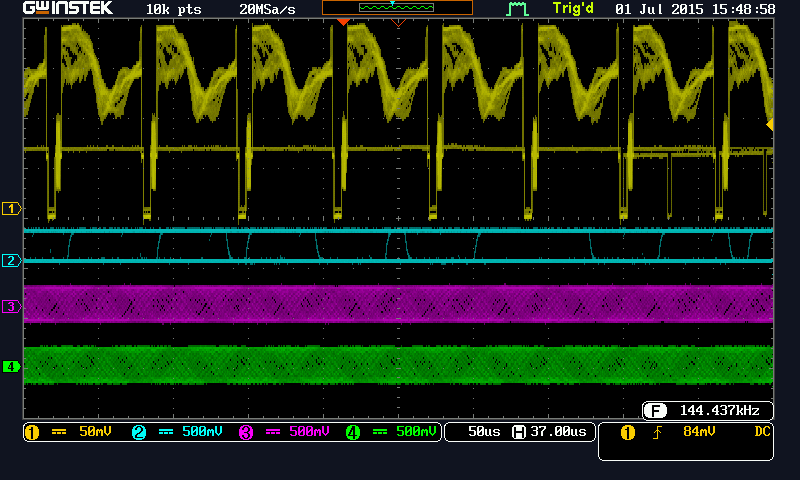 GWINSTEK 10k pts 20MSa/s Trig'd 01 Jul 2015 15:48:58
1
2
3
4
F 144.437kHz
1 50mV 2 500mV 3 500mV 4 500mV 50us H 37.00us 1 84mV DC